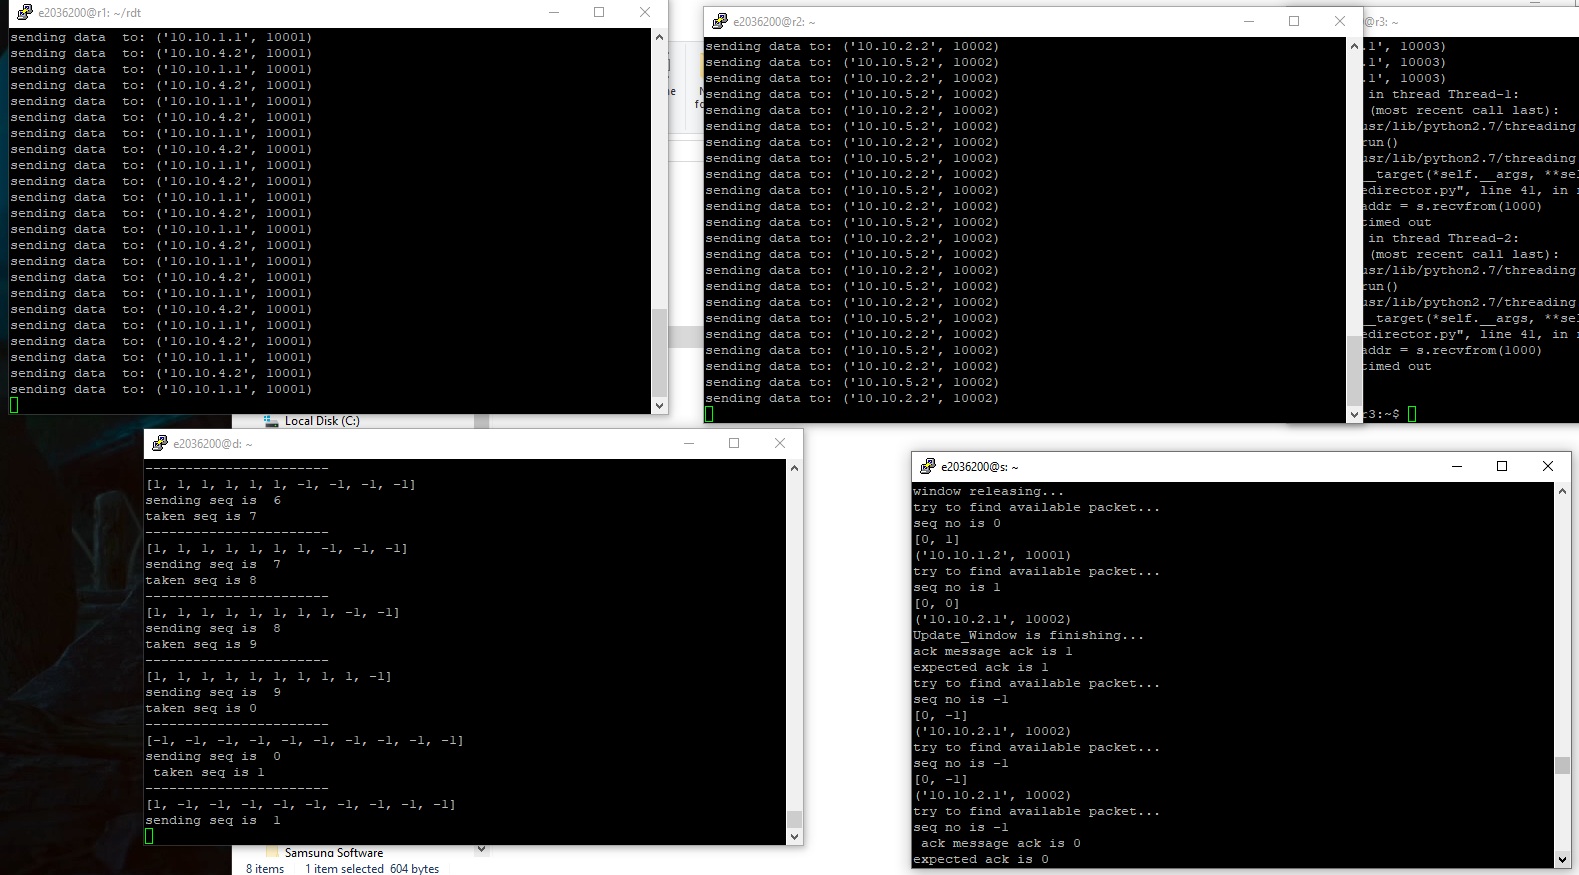 e2036200@r1: ~/rdt
sending data  to: ('10.10.1.1', 10001)
sending data  to: ('10.10.4.2', 10001)
sending data  to: ('10.10.1.1', 10001)
sending data  to: ('10.10.4.2', 10001)
sending data  to: ('10.10.1.1', 10001)
sending data  to: ('10.10.4.2', 10001)
sending data  to: ('10.10.1.1', 10001)
sending data  to: ('10.10.4.2', 10001)
sending data  to: ('10.10.1.1', 10001)
sending data  to: ('10.10.4.2', 10001)
sending data  to: ('10.10.1.1', 10001)
sending data  to: ('10.10.4.2', 10001)
sending data  to: ('10.10.1.1', 10001)
sending data  to: ('10.10.4.2', 10001)
sending data  to: ('10.10.1.1', 10001)
sending data  to: ('10.10.4.2', 10001)
sending data  to: ('10.10.1.1', 10001)
sending data  to: ('10.10.4.2', 10001)
sending data  to: ('10.10.1.1', 10001)
sending data  to: ('10.10.4.2', 10001)
sending data  to: ('10.10.1.1', 10001)
sending data  to: ('10.10.4.2', 10001)
sending data  to: ('10.10.1.1', 10001)
e2036200@r2: ~
sending data to: ('10.10.2.2', 10002)
sending data to: ('10.10.5.2', 10002)
sending data to: ('10.10.2.2', 10002)
sending data to: ('10.10.5.2', 10002)
sending data to: ('10.10.2.2', 10002)
sending data to: ('10.10.5.2', 10002)
sending data to: ('10.10.2.2', 10002)
sending data to: ('10.10.5.2', 10002)
sending data to: ('10.10.2.2', 10002)
sending data to: ('10.10.5.2', 10002)
sending data to: ('10.10.2.2', 10002)
sending data to: ('10.10.5.2', 10002)
sending data to: ('10.10.2.2', 10002)
sending data to: ('10.10.5.2', 10002)
sending data to: ('10.10.2.2', 10002)
sending data to: ('10.10.5.2', 10002)
sending data to: ('10.10.2.2', 10002)
sending data to: ('10.10.5.2', 10002)
sending data to: ('10.10.2.2', 10002)
sending data to: ('10.10.5.2', 10002)
sending data to: ('10.10.2.2', 10002)
sending data to: ('10.10.5.2', 10002)
sending data to: ('10.10.2.2', 10002)
@r3: ~
.1', 10003)
.1', 10003)
.1', 10003)
in thread Thread-1:
(most recent call last):
usr/lib/python2.7/threading
run()
usr/lib/python2.7/threading
__target(*self.__args, **sel
edirector.py", line 41, in
addr = s.recvfrom(1000)
timed out
in thread Thread-2:
(most recent call last):
usr/lib/python2.7/threading
run()
usr/lib/python2.7/threading
__target(*self.__args, **sel
edirector.py", line 41, in
addr = s.recvfrom(1000)
timed out
r3:~$
Local Disk (C:)
e2036200@d: ~
-----------------------
[1, 1, 1, 1, 1, 1, -1, -1, -1, -1]
sending seq is  6
taken seq is 7
-----------------------
[1, 1, 1, 1, 1, 1, 1, -1, -1, -1]
sending seq is  7
taken seq is 8
-----------------------
[1, 1, 1, 1, 1, 1, 1, 1, -1, -1]
sending seq is  8
taken seq is 9
-----------------------
[1, 1, 1, 1, 1, 1, 1, 1, 1, -1]
sending seq is  9
taken seq is 0
-----------------------
[-1, -1, -1, -1, -1, -1, -1, -1, -1, -1]
sending seq is  0
 taken seq is 1
-----------------------
[1, -1, -1, -1, -1, -1, -1, -1, -1, -1]
sending seq is  1
e2036200@s: ~
window releasing...
try to find available packet...
seq no is 0
[0, 1]
('10.10.1.2', 10001)
try to find available packet...
seq no is 1
[0, 0]
('10.10.2.1', 10002)
Update_Window is finishing...
ack message ack is 1
expected ack is 1
try to find available packet...
seq no is -1
[0, -1]
('10.10.2.1', 10002)
try to find available packet...
seq no is -1
[0, -1]
('10.10.2.1', 10002)
try to find available packet...
seq no is -1
 ack message ack is 0
expected ack is 0
Samsung Software
8 items
1 item selected  604 bytes